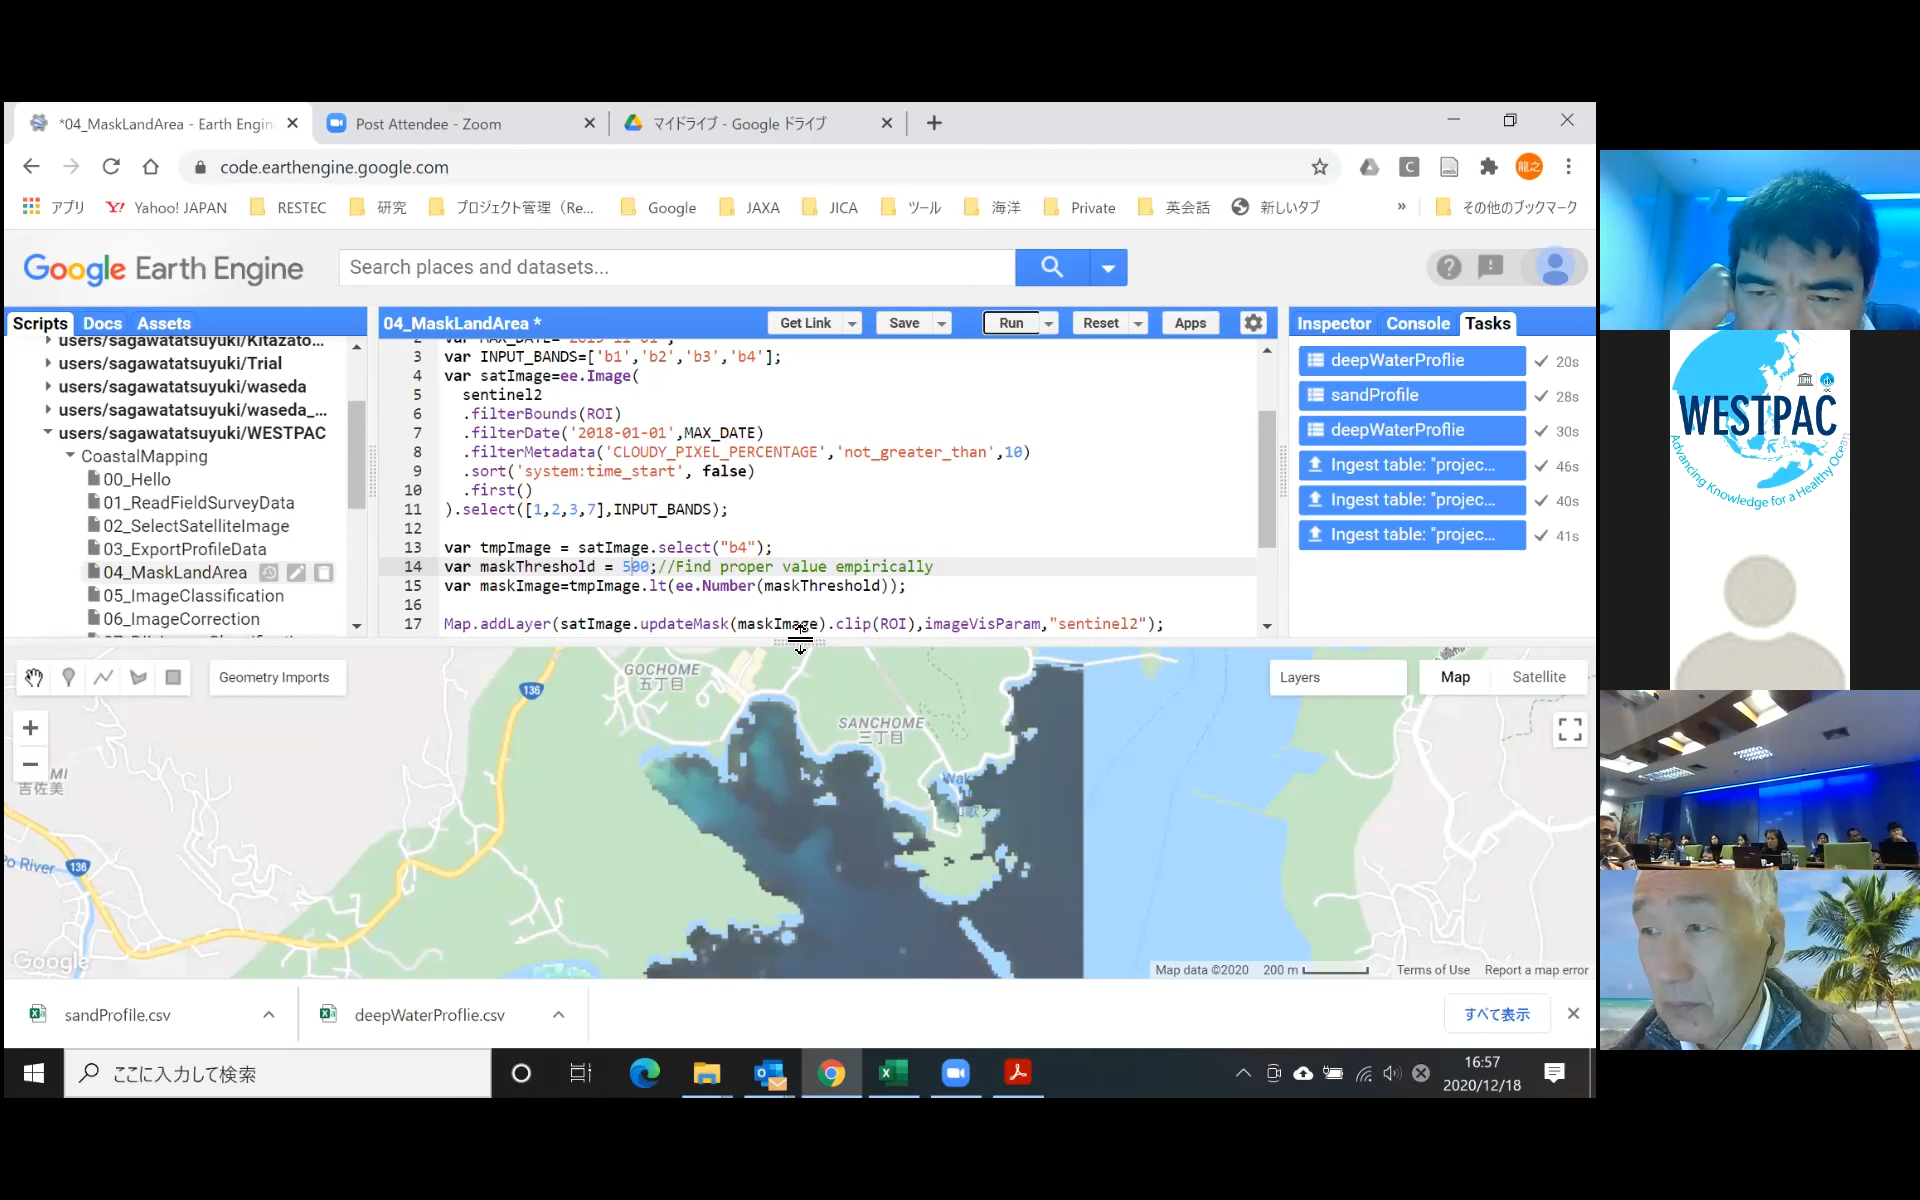 *04_MaskLandArea - Earth Engin
Post Attendee - Zoom
マイドライブ - Google ドライブ
code.earthengine.google.com
龍之
アプリ
Yahoo! JAPAN
RESTEC
研究
プロジェクト管理（Re...
Google
JAXA
JICA
ツール
海洋
Private
英会話
新しいタブ
»
その他のブックマーク
Google Earth Engine
Search places and datasets...
Scripts Docs Assets
users/sagawatatsuyuki/Kitazato...
users/sagawatatsuyuki/Trial
users/sagawatatsuyuki/waseda
users/sagawatatsuyuki/waseda_...
users/sagawatatsuyuki/WESTPAC
CoastalMapping
00_Hello
01_ReadFieldSurveyData
02_SelectSatelliteImage
03_ExportProfileData
04_MaskLandArea
05_ImageClassification
06_ImageCorrection
04_MaskLandArea *
Get Link
Save
Run
Reset
Apps
3 var INPUT_BANDS=['b1','b2','b3','b4'];
4 var satImage=ee.Image(
5 sentinel2
6 .filterBounds(ROI)
7 .filterDate('2018-01-01',MAX_DATE)
8 .filterMetadata('CLOUDY_PIXEL_PERCENTAGE','not_greater_than',10)
9 .sort('system:time_start', false)
10 .first()
11 ).select([1,2,3,7],INPUT_BANDS);
12
13 var tmpImage = satImage.select("b4");
14 var maskThreshold = 500;//Find proper value empirically
15 var maskImage=tmpImage.lt(ee.Number(maskThreshold));
16
17 Map.addLayer(satImage.updateMask(maskImage).clip(ROI),imageVisParam,"sentinel2");
Inspector Console Tasks
deepWaterProflie 20s
sandProfile 28s
deepWaterProflie 30s
Ingest table: "projec... 46s
Ingest table: "projec... 40s
Ingest table: "projec... 41s
Geometry Imports
Layers
Map
Satellite
GOCHOME
五丁目
SANCHOME
三丁目
136
136
吉佐美
River
Google
Map data ©2020
200 m
Terms of Use
Report a map error
sandProfile.csv
deepWaterProflie.csv
すべて表示
ここに入力して検索
16:57
2020/12/18
WESTPAC
Advancing Knowledge for a Healthy Ocean